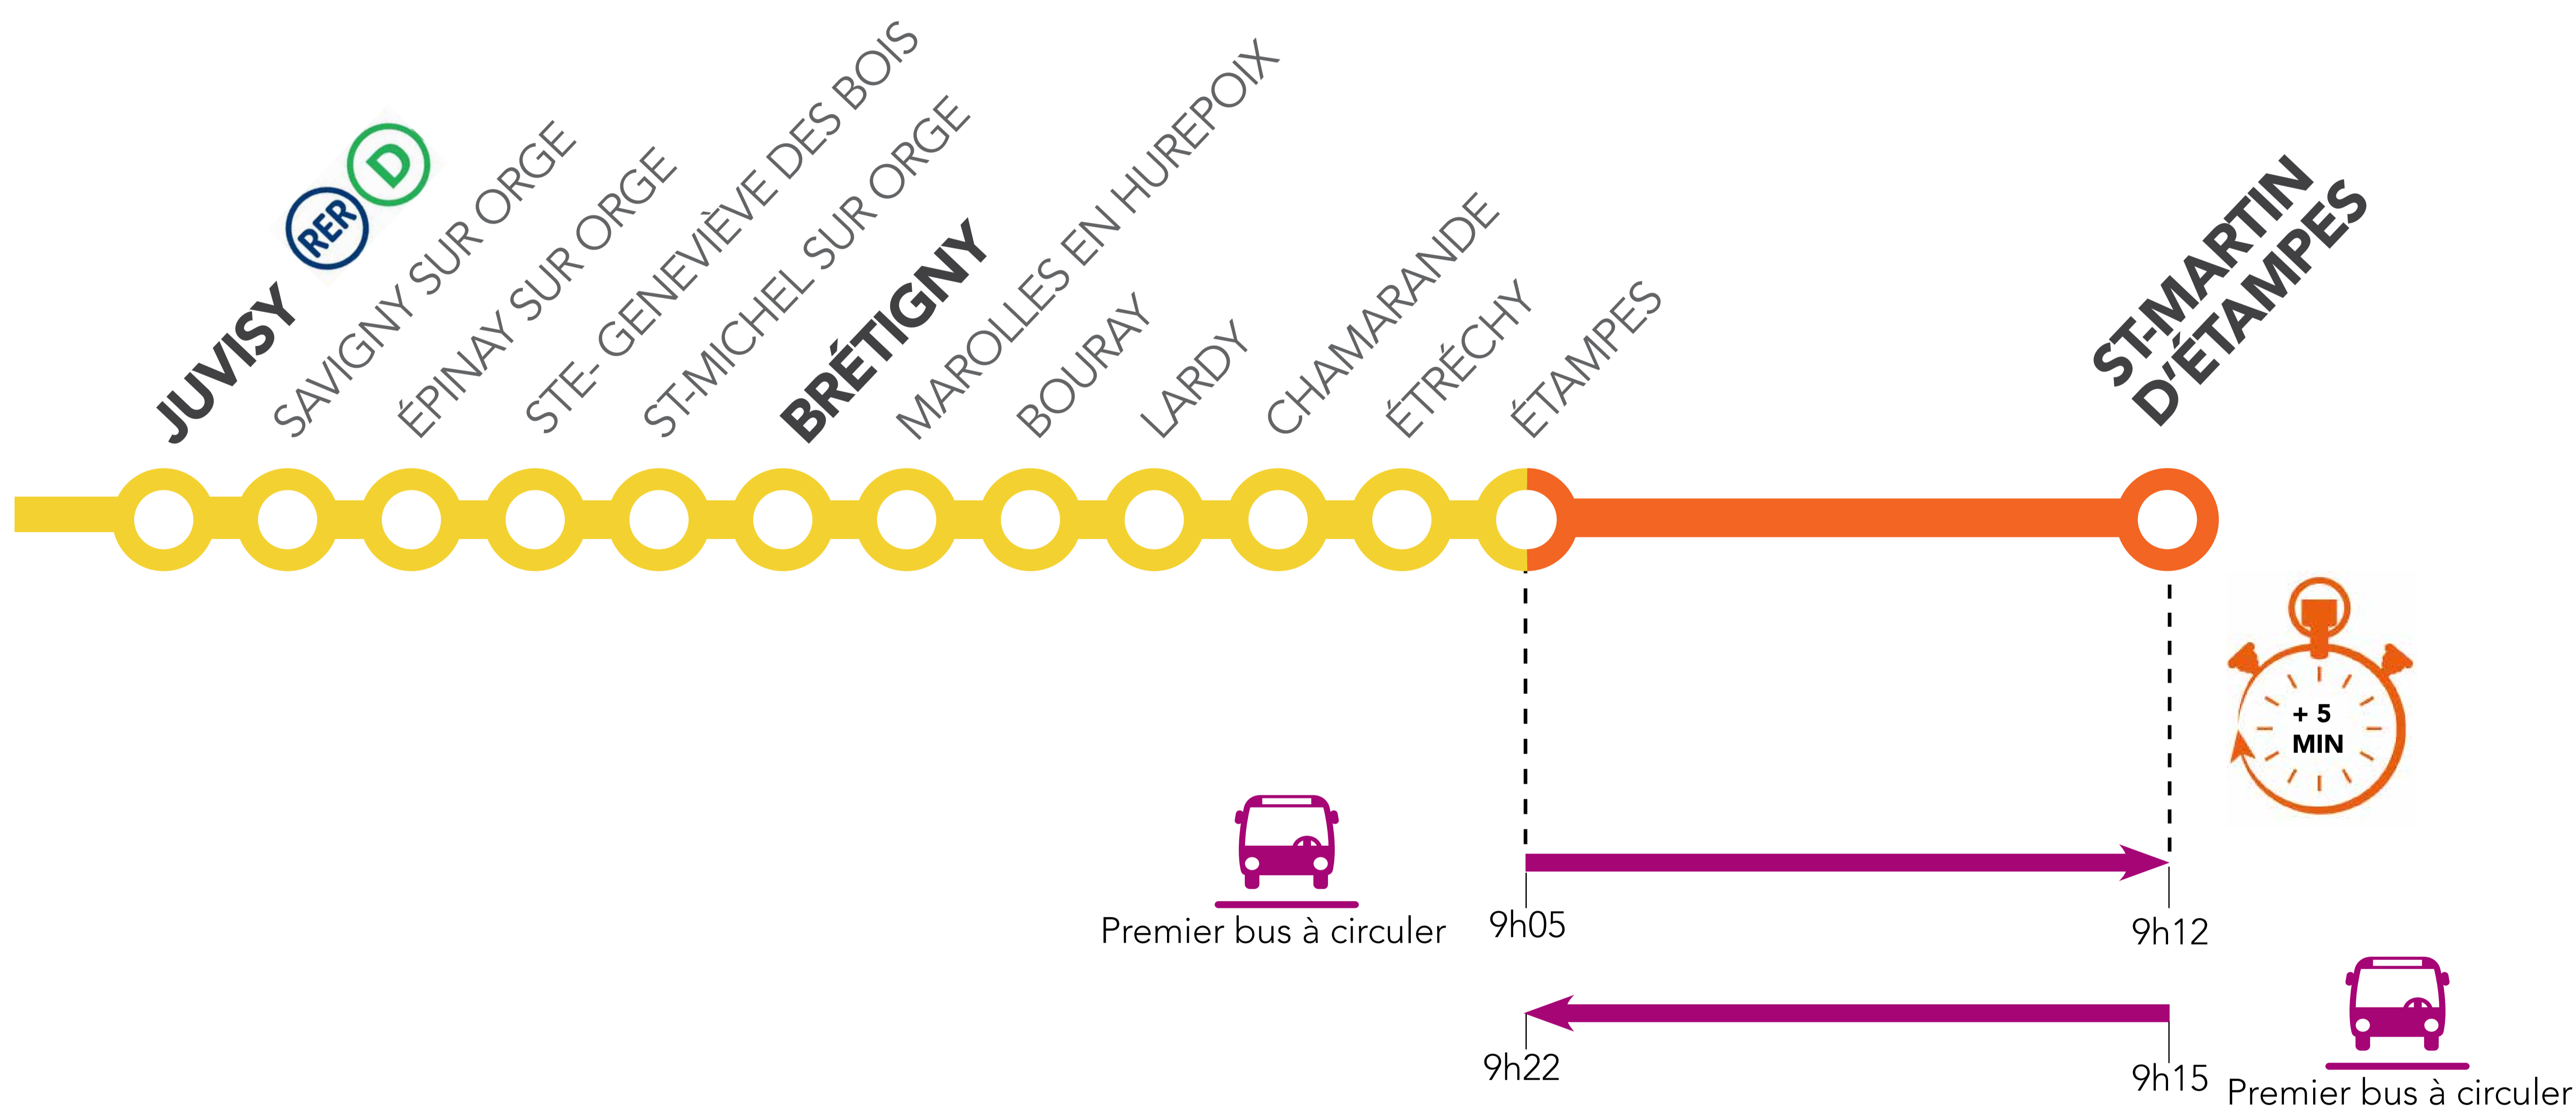 JUVISY
RER
D
SAVIGNY SUR ORGE
ÉPINAY SUR ORGE
STE- GENEVIÈVE DES BOIS
ST-MICHEL SUR ORGE
BRÉTIGNY
MAROLLES EN HUREPOIX
BOURAY
LARDY
CHAMARANDE
ÉTRÉCHY
ÉTAMPES
ST-MARTIN
D'ÉTAMPES
+ 5
MIN
Premier bus à circuler
9h05
9h12
9h22
9h15
Premier bus à circuler